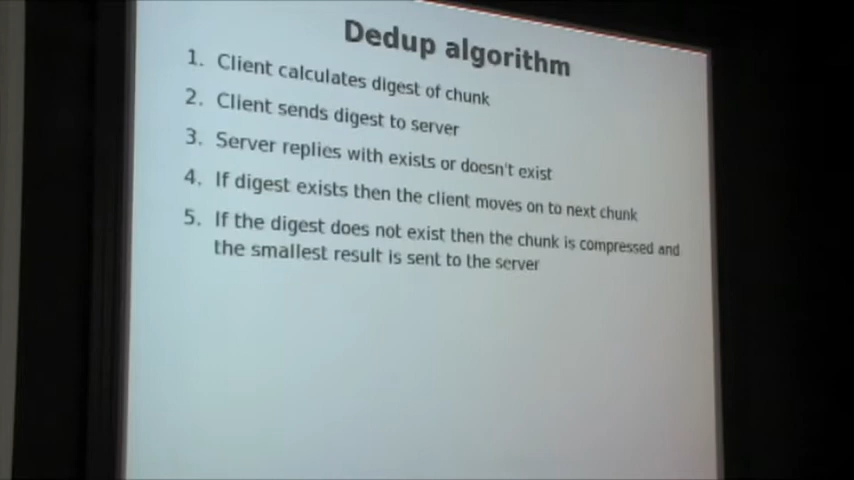 Dedup algorithm
1. Client calculates digest of chunk
2. Client sends digest to server
3. Server replies with exists or doesn't exist
4. If digest exists then the client moves on to next chunk
5. If the digest does not exist then the chunk is compressed and
the smallest result is sent to the server